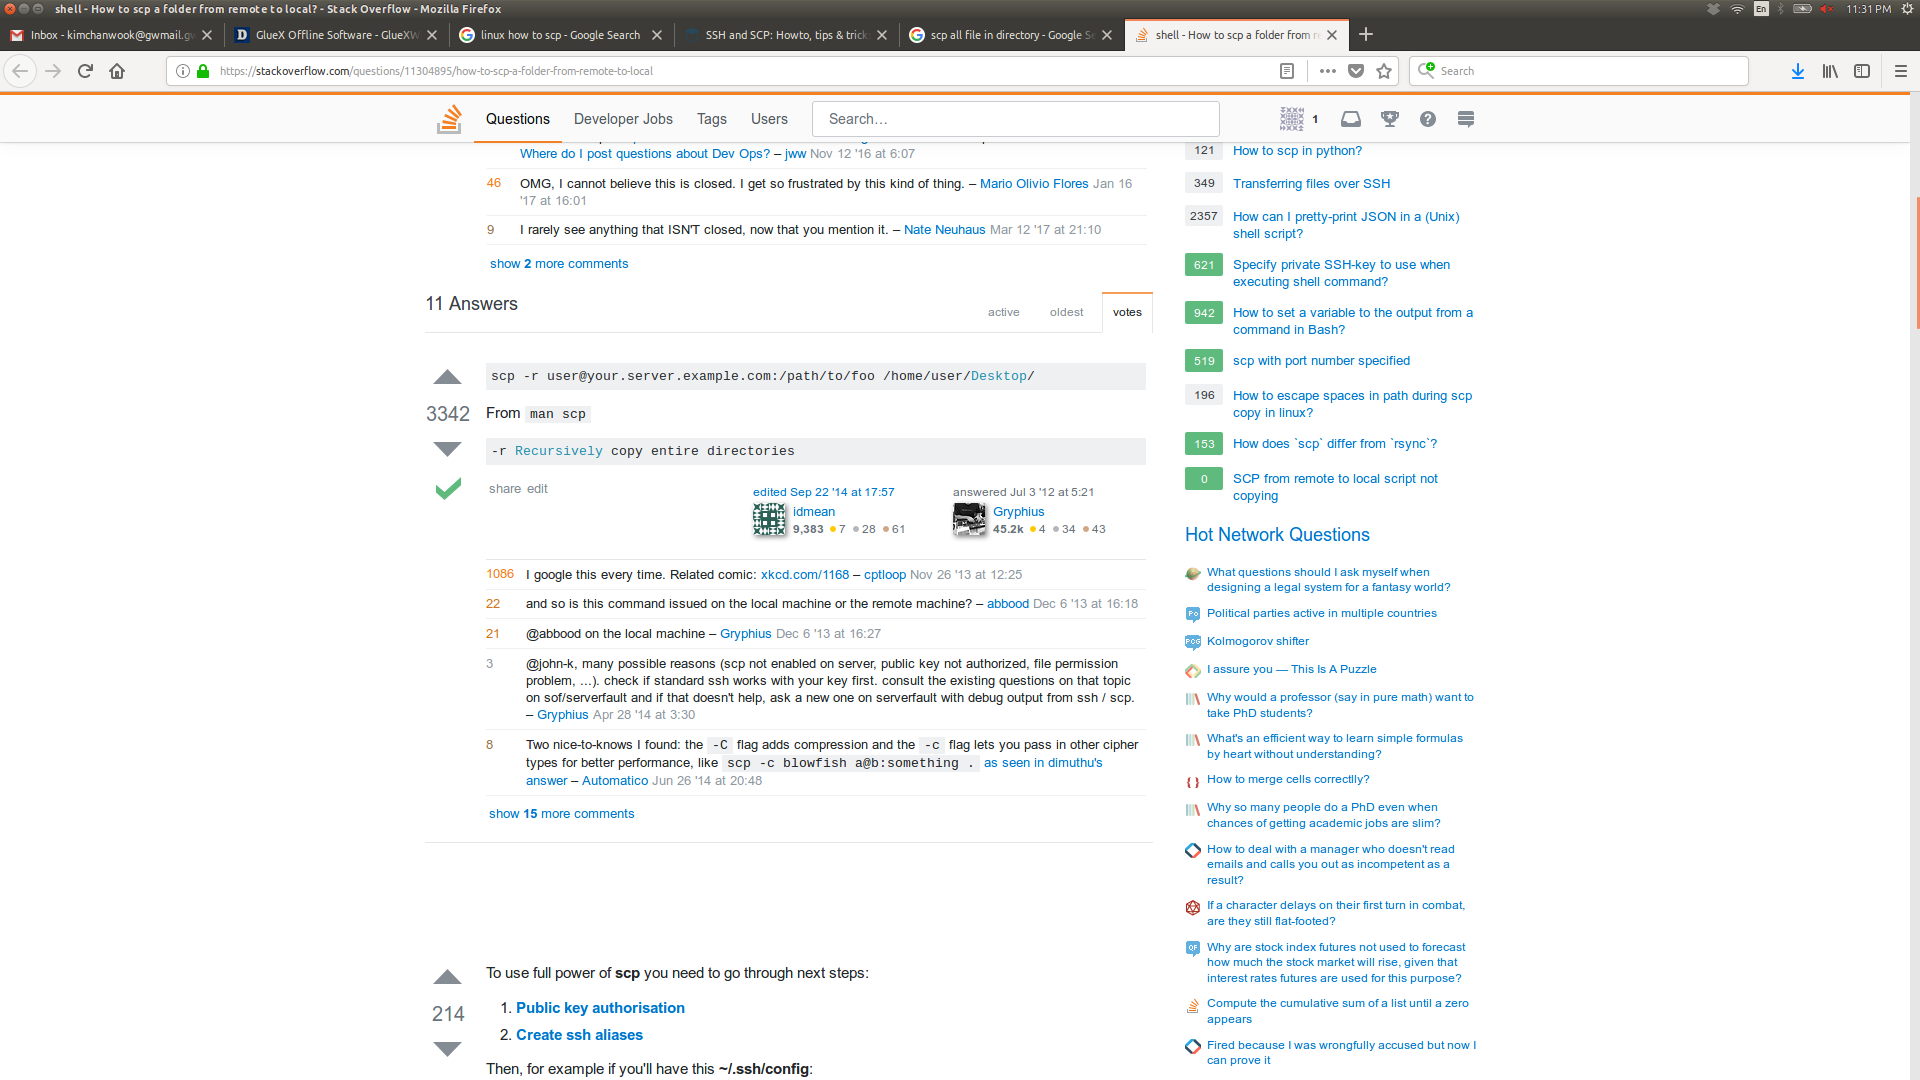 shell - How to scp a folder from remote to local? - Stack Overflow - Mozilla Firefox
En
11:31 PM
Inbox - kimchanwook@gwmail.g
GlueX Offline Software - GlueXW
linux how to scp - Google Search
SSH and SCP: Howto, tips & trick
scp all file in directory - Google Se
shell - How to scp a folder from r
https://stackoverflow.com/questions/11304895/how-to-scp-a-folder-from-remote-to-local
Search
Questions
Developer Jobs
Tags
Users
Search...
1
Where do I post questions about Dev Ops? – jww Nov 12 '16 at 6:07
46 OMG, I cannot believe this is closed. I get so frustrated by this kind of thing. – Mario Olivio Flores Jan 16
'17 at 16:01
9 I rarely see anything that ISN'T closed, now that you mention it. – Nate Neuhaus Mar 12 '17 at 21:10
show 2 more comments
11 Answers
active oldest votes
scp -r user@your.server.example.com:/path/to/foo /home/user/Desktop/
3342
From man scp
-r Recursively copy entire directories
share edit
edited Sep 22 '14 at 17:57
idmean
9,383 7 28 61
answered Jul 3 '12 at 5:21
Gryphius
45.2k 4 34 43
1086 I google this every time. Related comic: xkcd.com/1168 – cptloop Nov 26 '13 at 12:25
22 and so is this command issued on the local machine or the remote machine? – abbood Dec 6 '13 at 16:18
21 @abbood on the local machine – Gryphius Dec 6 '13 at 16:27
3 @john-k, many possible reasons (scp not enabled on server, public key not authorized, file permission
problem, ...). check if standard ssh works with your key first. consult the existing questions on that topic
on sof/serverfault and if that doesn't help, ask a new one on serverfault with debug output from ssh / scp.
– Gryphius Apr 28 '14 at 3:30
8 Two nice-to-knows I found: the -C flag adds compression and the -c flag lets you pass in other cipher
types for better performance, like scp -c blowfish a@b:something . as seen in dimuthu's
answer – Automatico Jun 26 '14 at 20:48
show 15 more comments
214
To use full power of scp you need to go through next steps:
1. Public key authorisation
2. Create ssh aliases
Then, for example if you'll have this ~/.ssh/config:
121 How to scp in python?
349 Transferring files over SSH
2357 How can I pretty-print JSON in a (Unix)
shell script?
621 Specify private SSH-key to use when
executing shell command?
942 How to set a variable to the output from a
command in Bash?
519 scp with port number specified
196 How to escape spaces in path during scp
copy in linux?
153 How does `scp` differ from `rsync`?
0 SCP from remote to local script not
copying
Hot Network Questions
What questions should I ask myself when
designing a legal system for a fantasy world?
Political parties active in multiple countries
Kolmogorov shifter
I assure you — This Is A Puzzle
Why would a professor (say in pure math) want to
take PhD students?
What's an efficient way to learn simple formulas
by heart without understanding?
How to merge cells correctlly?
Why so many people do a PhD even when
chances of getting academic jobs are slim?
How to deal with a manager who doesn't read
emails and calls you out as incompetent as a
result?
If a character delays on their first turn in combat,
are they still flat-footed?
Why are stock index futures not used to forecast
how much the stock market will rise, given that
interest rates futures are used for this purpose?
Compute the cumulative sum of a list until a zero
appears
Fired because I was wrongfully accused but now I
can prove it